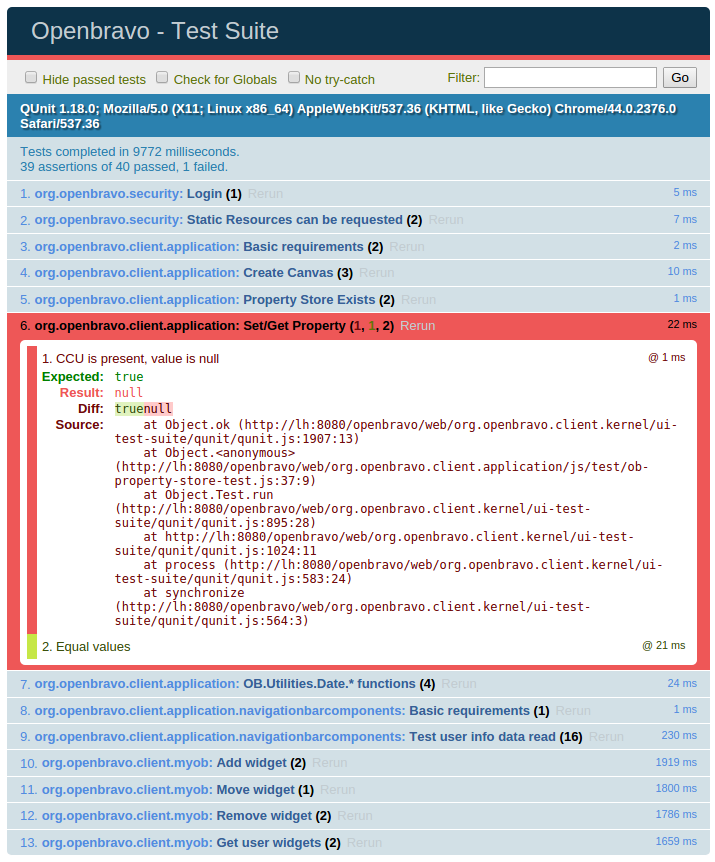 Openbravo - Test Suite
Hide passed tests Check for Globals No try-catch Filter: Go
QUnit 1.18.0; Mozilla/5.0 (X11; Linux x86_64) AppleWebKit/537.36 (KHTML, like Gecko) Chrome/44.0.2376.0
Safari/537.36
Tests completed in 9772 milliseconds.
39 assertions of 40 passed, 1 failed.
1. org.openbravo.security: Login (1) Rerun 5 ms
2. org.openbravo.security: Static Resources can be requested (2) Rerun 7 ms
3. org.openbravo.client.application: Basic requirements (2) Rerun 2 ms
4. org.openbravo.client.application: Create Canvas (3) Rerun 10 ms
5. org.openbravo.client.application: Property Store Exists (2) Rerun 1 ms
6. org.openbravo.client.application: Set/Get Property (1, 1, 2) Rerun 22 ms
1. CCU is present, value is null @ 1 ms
Expected: true
Result: null
Diff: truenull
Source: at Object.ok (http://lh:8080/openbravo/web/org.openbravo.client.kernel/ui-
test-suite/qunit/qunit.js:1907:13)
at Object.<anonymous>
(http://lh:8080/openbravo/web/org.openbravo.client.application/js/test/ob-
property-store-test.js:37:9)
at Object.Test.run
(http://lh:8080/openbravo/web/org.openbravo.client.kernel/ui-test-
suite/qunit/qunit.js:895:28)
at http://lh:8080/openbravo/web/org.openbravo.client.kernel/ui-test-
suite/qunit/qunit.js:1024:11
at process (http://lh:8080/openbravo/web/org.openbravo.client.kernel/ui-
test-suite/qunit/qunit.js:583:24)
at synchronize
(http://lh:8080/openbravo/web/org.openbravo.client.kernel/ui-test-
suite/qunit/qunit.js:564:3)
2. Equal values @ 21 ms
7. org.openbravo.client.application: OB.Utilities.Date.* functions (4) Rerun 24 ms
8. org.openbravo.client.application.navigationbarcomponents: Basic requirements (1) Rerun 1 ms
9. org.openbravo.client.application.navigationbarcomponents: Test user info data read (16) Rerun 230 ms
10. org.openbravo.client.myob: Add widget (2) Rerun 1919 ms
11. org.openbravo.client.myob: Move widget (1) Rerun 1800 ms
12. org.openbravo.client.myob: Remove widget (2) Rerun 1786 ms
13. org.openbravo.client.myob: Get user widgets (2) Rerun 1659 ms